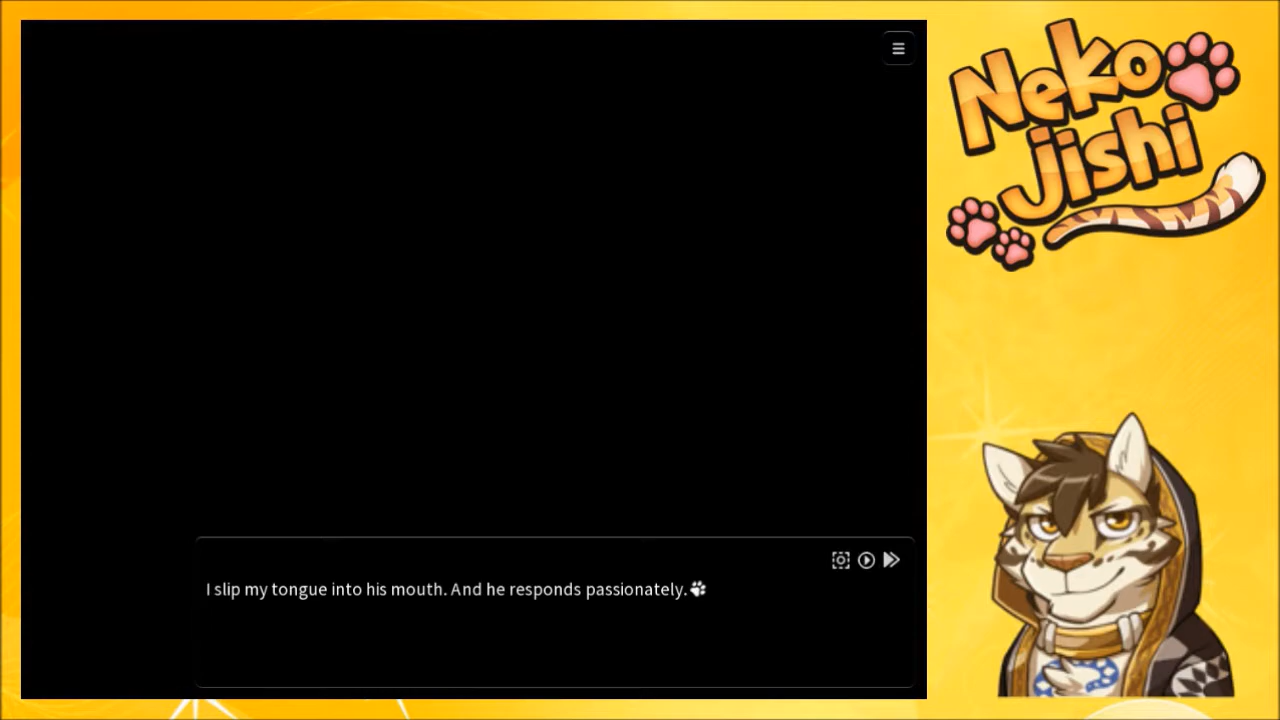 Neko
jishi
I slip my tongue into his mouth. And he responds passionately.